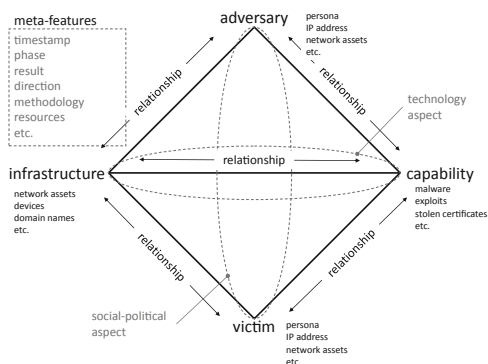 meta-features
timestamp
phase
result
direction
methodology
resources
etc.
adversary
persona
IP address
network assets
etc.
relationship
relationship
technology
aspect
relationship
infrastructure
network assets
devices
domain names
etc.
capability
malware
exploits
stolen certificates
etc.
relationship
relationship
social-political
aspect
victim
persona
IP address
network assets
etc.